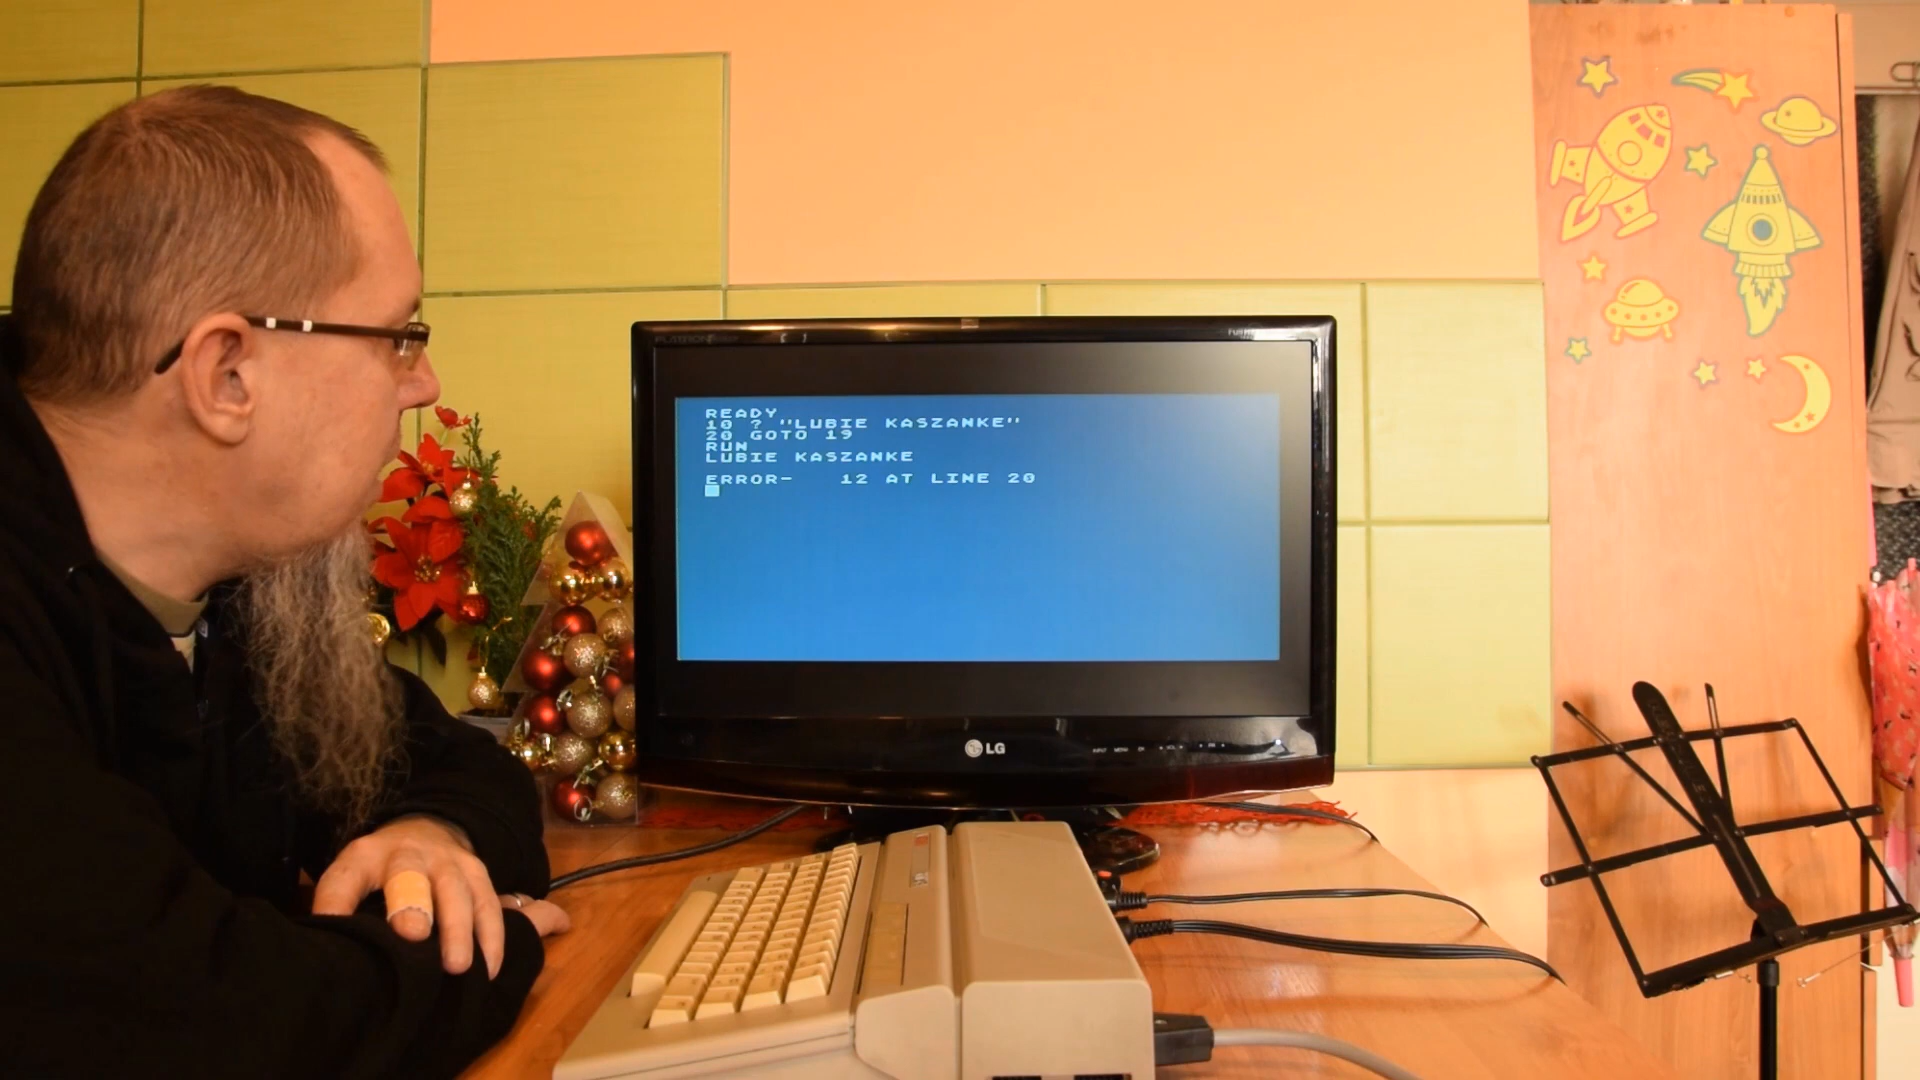 READY
10 ? "LUBIE KASZANKE"
20 GOTO 19
RUN
LUBIE KASZANKE
ERROR-   12 AT LINE 20
LG